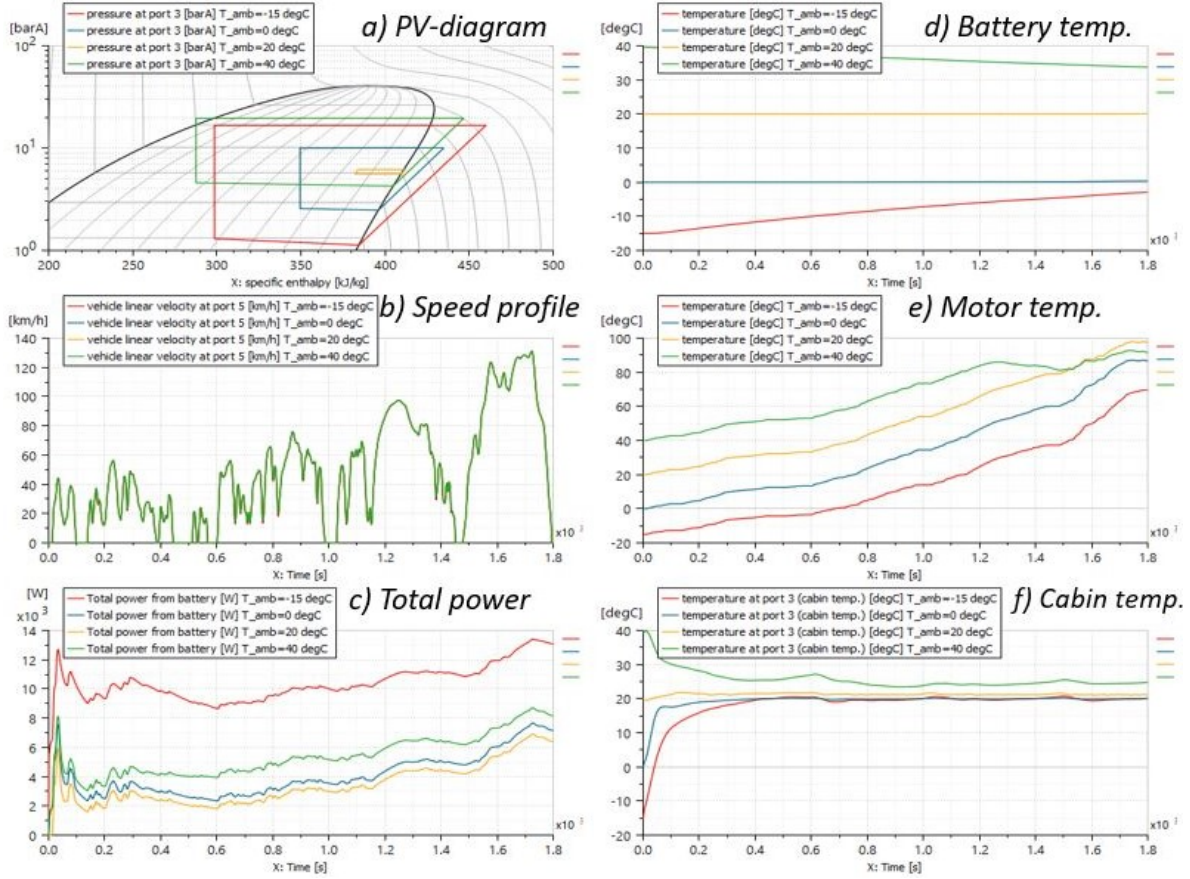 a) PV-diagram
[barA]
pressure at port 3 [barA] T_amb=-15 degC
pressure at port 3 [barA] T_amb=0 degC
pressure at port 3 [barA] T_amb=20 degC
pressure at port 3 [barA] T_amb=40 degC
10²
10¹
10⁰
200 250 300 350 400 450 500
X: specific enthalpy [kJ/kg]
d) Battery temp.
[degC]
temperature [degC] T_amb=-15 degC
temperature [degC] T_amb=0 degC
temperature [degC] T_amb=20 degC
temperature [degC] T_amb=40 degC
40
30
20
10
0
-10
-20
0.0 0.2 0.4 0.6 0.8 1.0 1.2 1.4 1.6 1.8
X: Time [s]
b) Speed profile
[km/h]
vehicle linear velocity at port 5 [km/h] T_amb=-15 degC
vehicle linear velocity at port 5 [km/h] T_amb=0 degC
vehicle linear velocity at port 5 [km/h] T_amb=20 degC
vehicle linear velocity at port 5 [km/h] T_amb=40 degC
140
120
100
80
60
40
20
0
0.0 0.2 0.4 0.6 0.8 1.0 1.2 1.4 1.6 1.8
X: Time [s]
e) Motor temp.
[degC]
temperature [degC] T_amb=-15 degC
temperature [degC] T_amb=0 degC
temperature [degC] T_amb=20 degC
temperature [degC] T_amb=40 degC
100
80
60
40
20
0
-20
0.0 0.2 0.4 0.6 0.8 1.0 1.2 1.4 1.6 1.8
X: Time [s]
c) Total power
[W]
x10³
Total power from battery [W] T_amb=-15 degC
Total power from battery [W] T_amb=0 degC
Total power from battery [W] T_amb=20 degC
Total power from battery [W] T_amb=40 degC
14
12
10
8
6
4
2
0
0.0 0.2 0.4 0.6 0.8 1.0 1.2 1.4 1.6 1.8
X: Time [s]
f) Cabin temp.
[degC]
temperature at port 3 (cabin temp.) [degC] T_amb=-15 degC
temperature at port 3 (cabin temp.) [degC] T_amb=0 degC
temperature at port 3 (cabin temp.) [degC] T_amb=20 degC
temperature at port 3 (cabin temp.) [degC] T_amb=40 degC
40
30
20
10
0
-10
-20
0.0 0.2 0.4 0.6 0.8 1.0 1.2 1.4 1.6 1.8
X: Time [s]